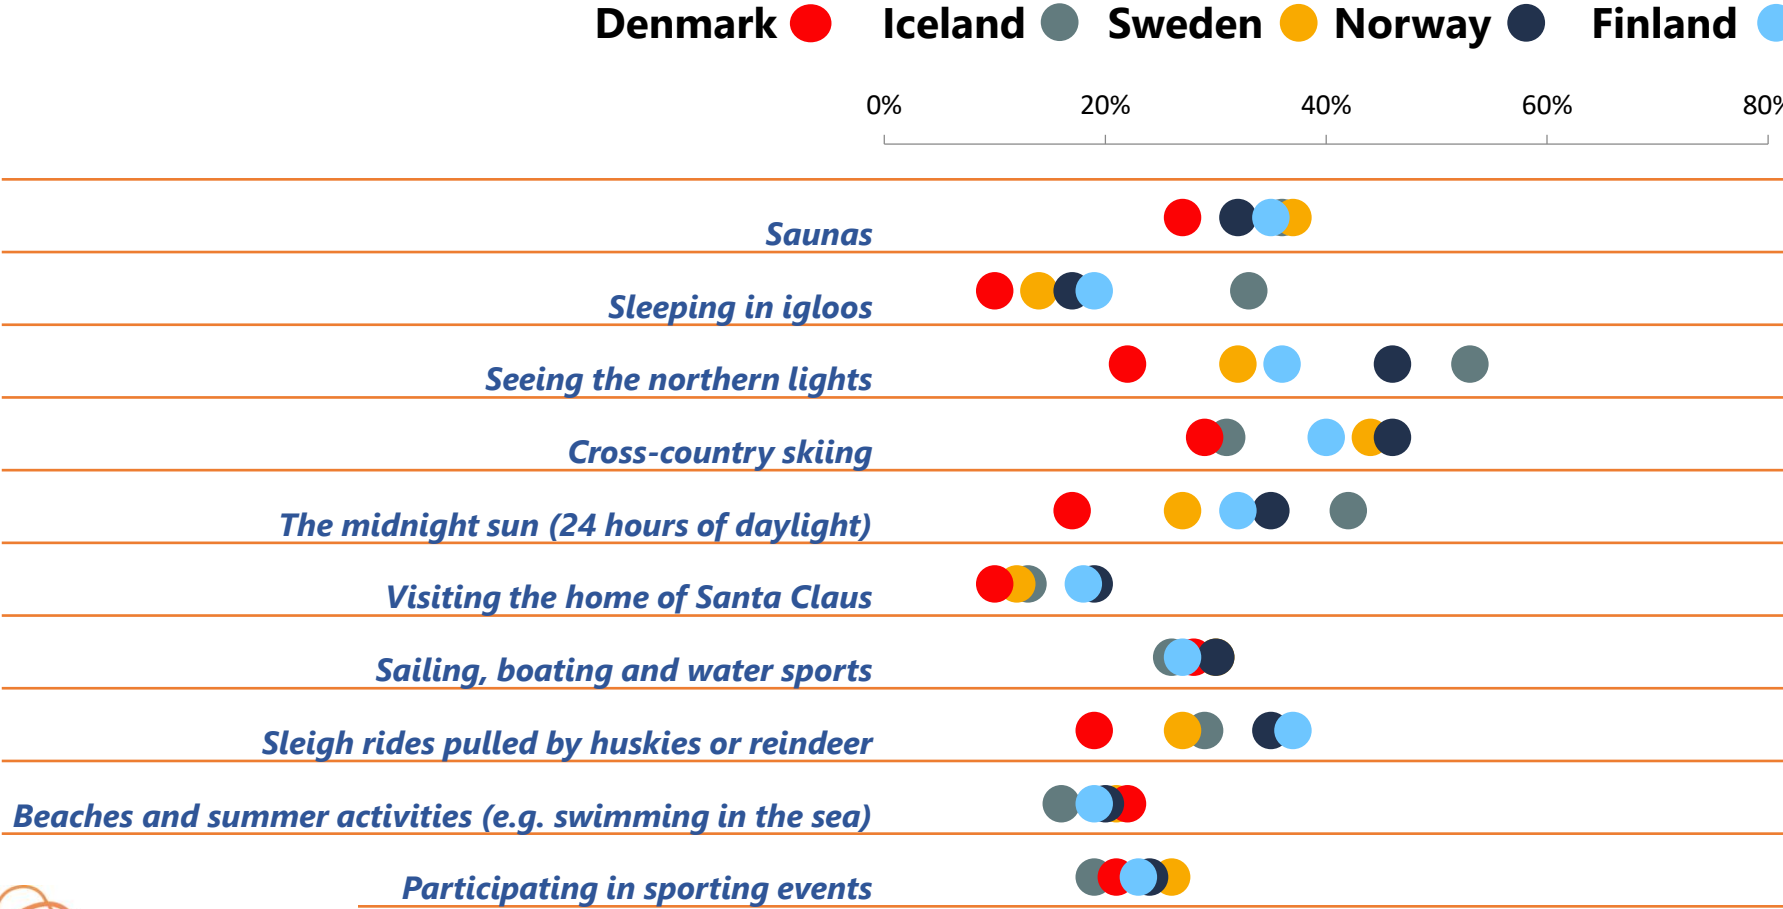 Denmark Iceland Sweden Norway Finland
0% 20% 40% 60% 80%
Saunas
Sleeping in igloos
Seeing the northern lights
Cross-country skiing
The midnight sun (24 hours of daylight)
Visiting the home of Santa Claus
Sailing, boating and water sports
Sleigh rides pulled by huskies or reindeer
Beaches and summer activities (e.g. swimming in the sea)
Participating in sporting events